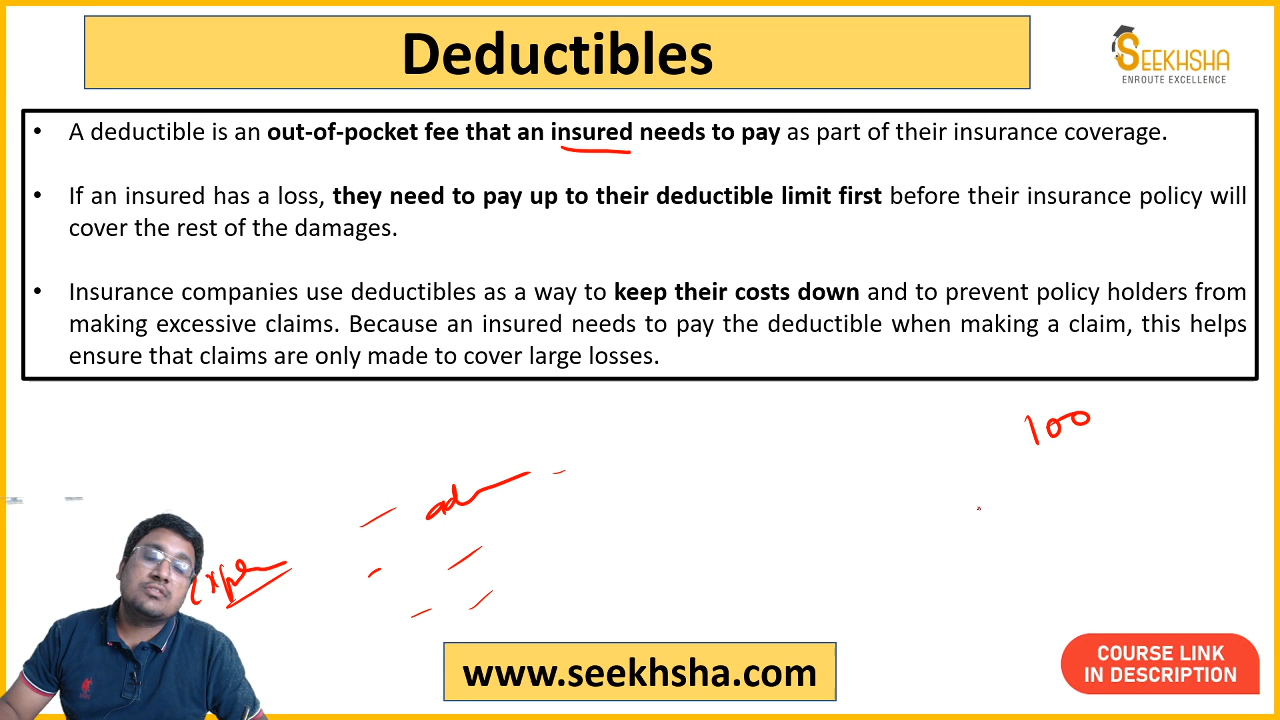 Deductibles
SEEKHSHA
ENROUTE EXCELLENCE
• A deductible is an out-of-pocket fee that an insured needs to pay as part of their insurance coverage.
• If an insured has a loss, they need to pay up to their deductible limit first before their insurance policy will
cover the rest of the damages.
• Insurance companies use deductibles as a way to keep their costs down and to prevent policy holders from
making excessive claims. Because an insured needs to pay the deductible when making a claim, this helps
ensure that claims are only made to cover large losses.
100
www.seekhsha.com
COURSE LINK
IN DESCRIPTION